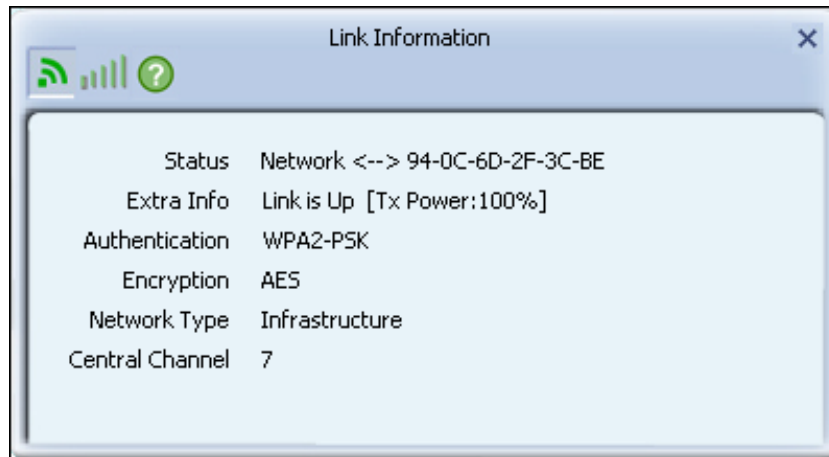 Link Information
Status Network <--> 94-0C-6D-2F-3C-BE
Extra Info Link is Up [Tx Power:100%]
Authentication WPA2-PSK
Encryption AES
Network Type Infrastructure
Central Channel 7